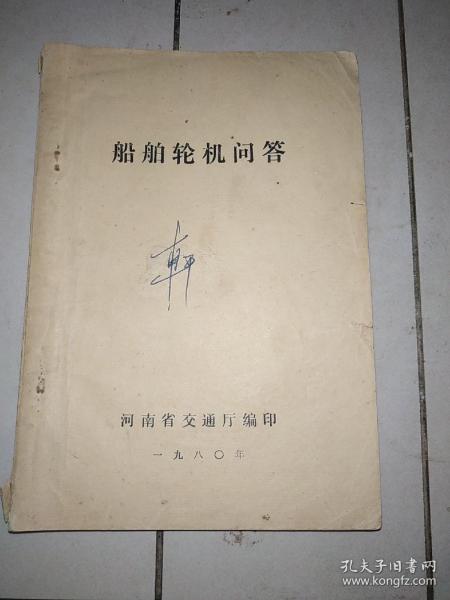 船舶轮机问答
轩
河南省交通厅编印
一九八〇年
孔夫子旧书网
www.kongfz.com